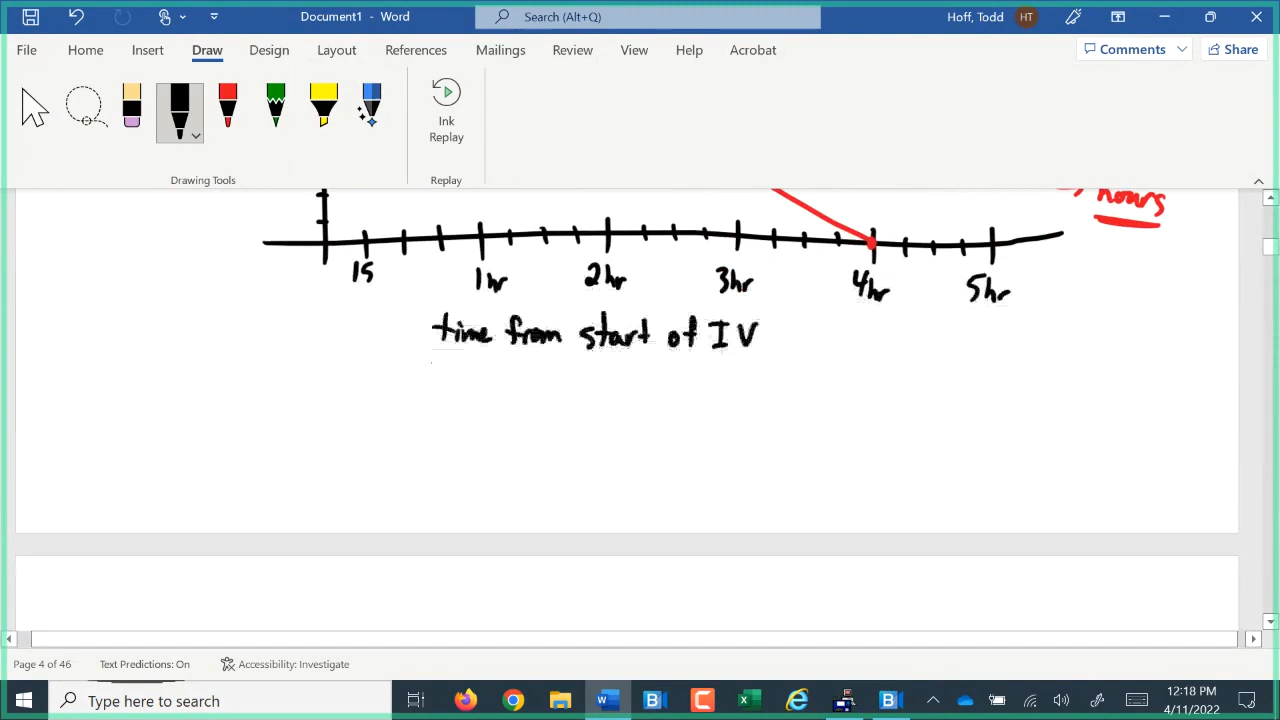 Document1 - Word
Search (Alt+Q)
Hoff, Todd
HT
File Home Insert Draw Design Layout References Mailings Review View Help Acrobat
Comments
Share
Ink
Replay
Drawing Tools
Replay
hours
15 1hr 2hr 3hr 4hr 5hr
time from start of IV
Page 4 of 46 Text Predictions: On Accessibility: Investigate
Type here to search
12:18 PM
4/11/2022